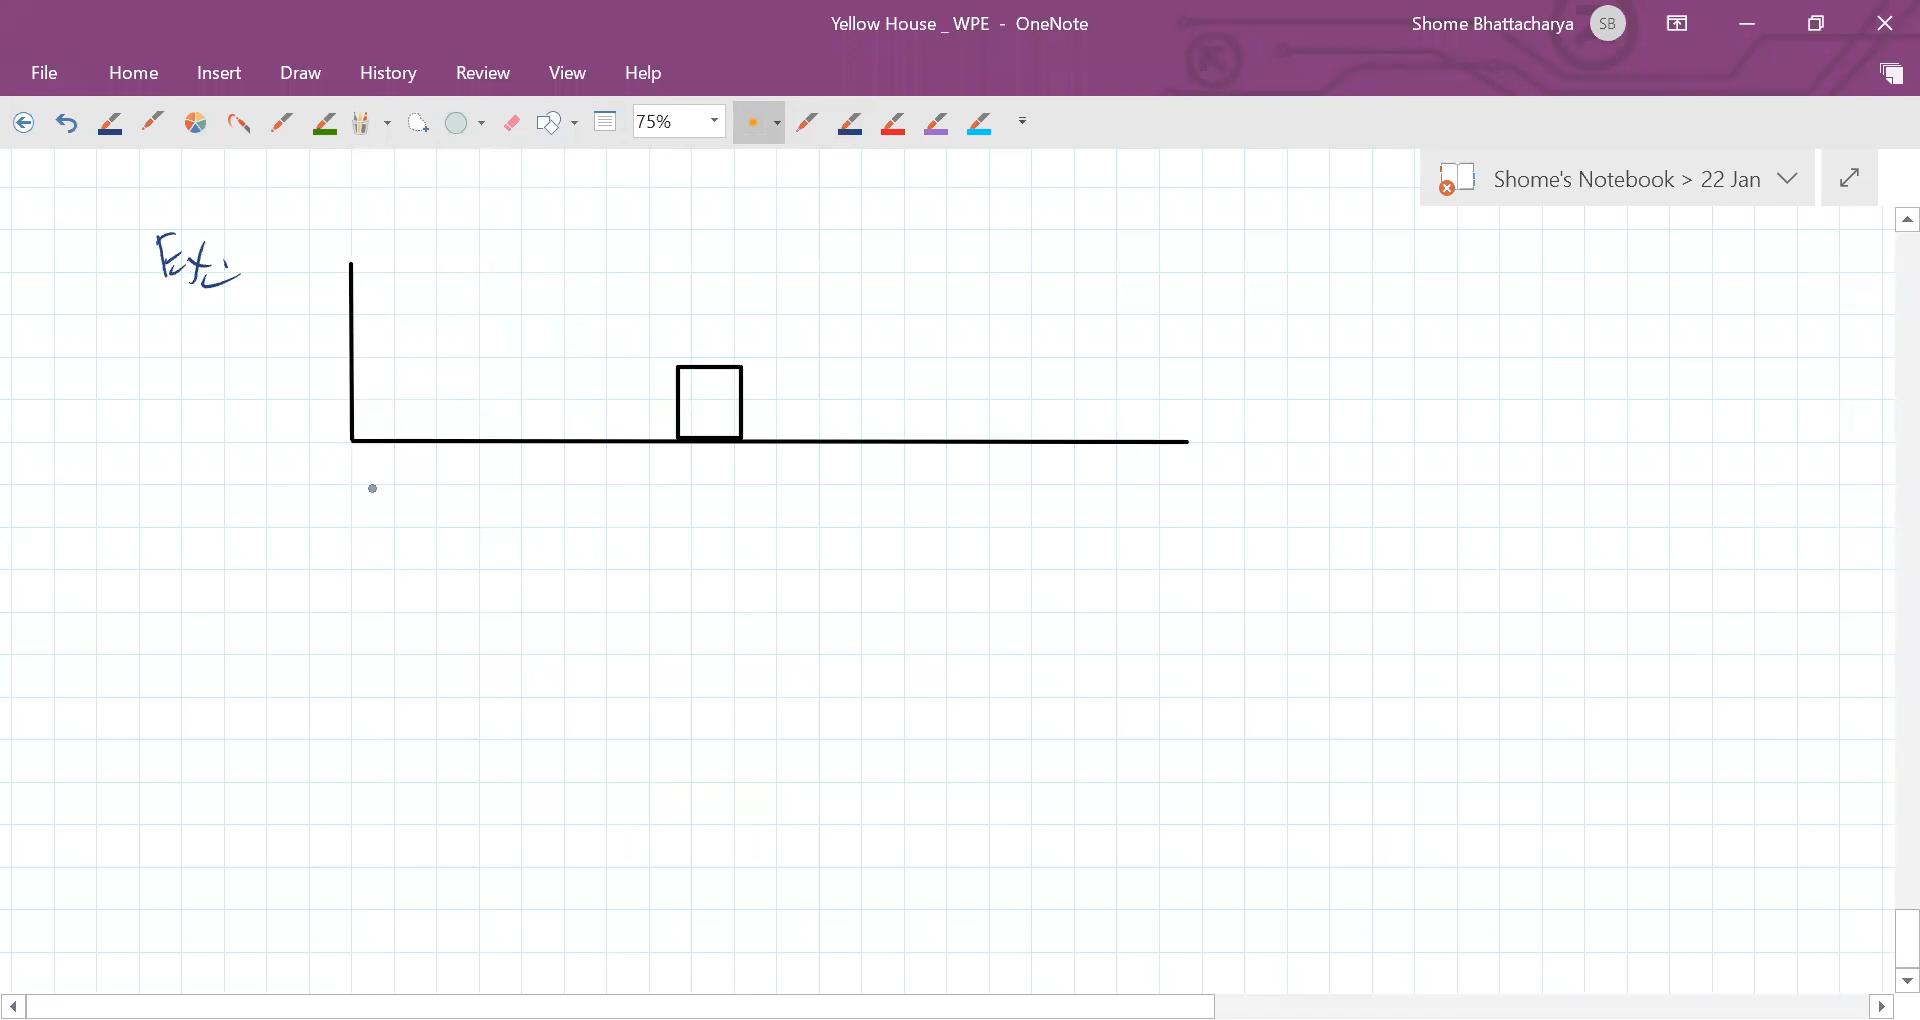 Yellow House _ WPE - OneNote
Shome Bhattacharya SB
File Home Insert Draw History Review View Help
75%
Shome's Notebook > 22 Jan
Ex: